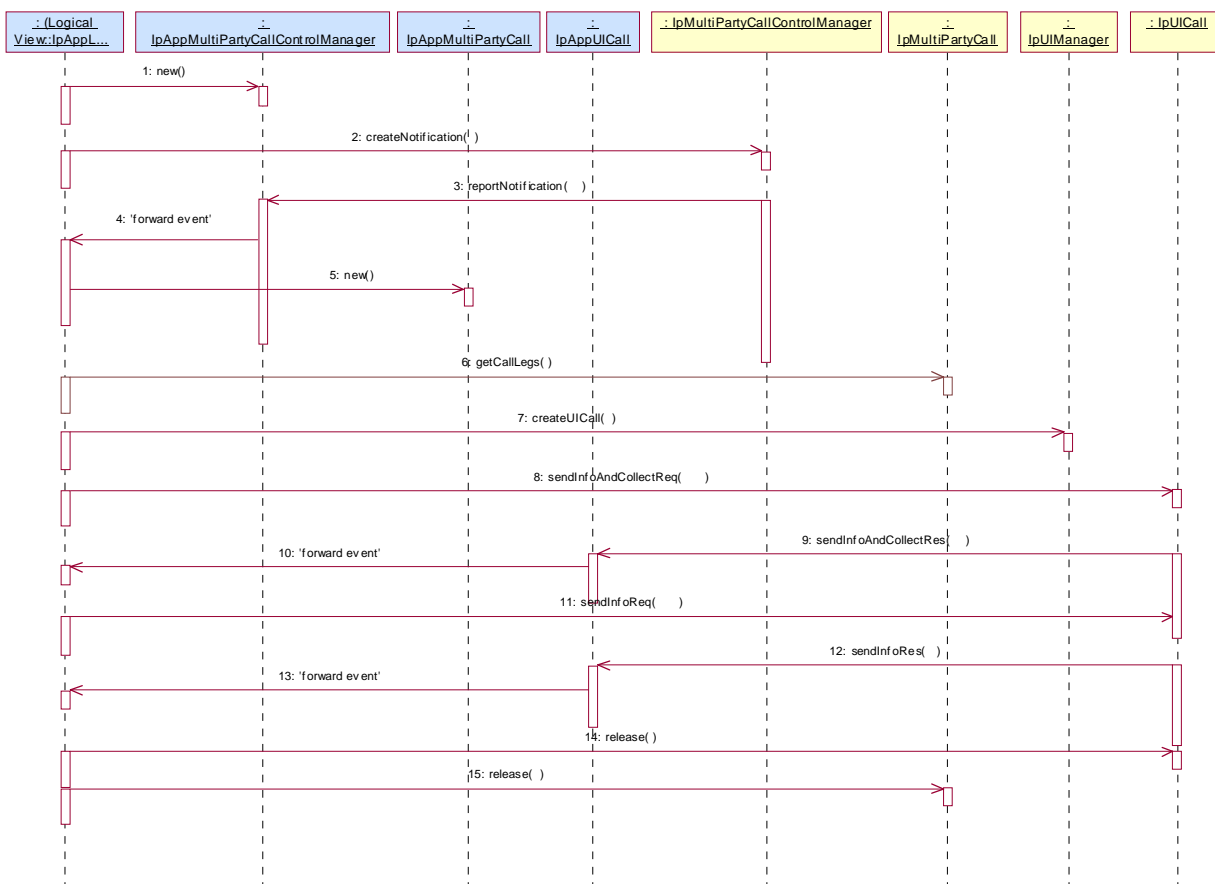 : (Logical
View::IpAppL...
:
IpAppMultiPartyCallControlManager
:
IpAppMultiPartyCall
:
IpAppUICall
: IpMultiPartyCallControlManager
:
IpMultiPartyCall
:
IpUIManager
: IpUICall
1: new()
2: createNotification( )
3: reportNotification( )
4: 'forward event'
5: new()
6: getCallLegs( )
7: createUICall( )
8: sendInfoAndCollectReq( )
9: sendInfoAndCollectRes( )
10: 'forward event'
11: sendInfoReq( )
12: sendInfoRes( )
13: 'forward event'
14: release( )
15: release( )